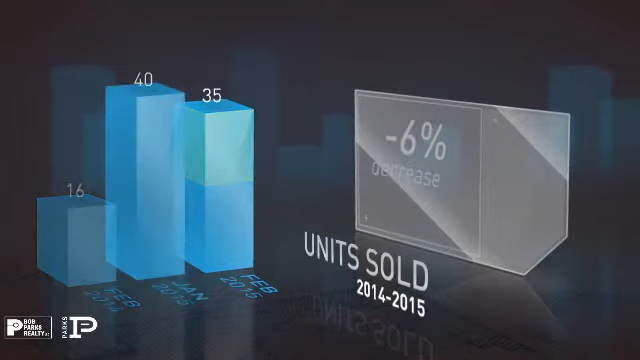 40
35
16
-6%
decrease
UNITS SOLD
2014-2015
FEB
2014
JAN
2015
FEB
2015
BOB
PARKS
REALTY
PARKS
P